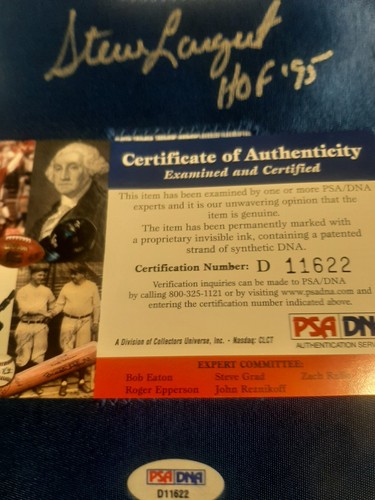 Steve Largent
HOF '95
Certificate of Authenticity
Examined and Certified
This item has been examined by one or more PSA/DNA
experts and it is our unwavering opinion that the
item is genuine.
The item has been permanently marked with
a proprietary invisible ink, containing a patented
strand of synthetic DNA.
Certification Number: D 11622
Verification inquiries can be made to PSA/DNA
by calling 800-325-1121 or by visiting www.psadna.com and
entering the certification number indicated above.
PSA DNA
AUTHENTICATION SERV
A Division of Collectors Universe, Inc. - Nasdaq: CLCT
EXPERT COMMITTEE:
Bob Eaton Steve Grad Zach
Roger Epperson John Reznikoff
PSA DNA
D11622